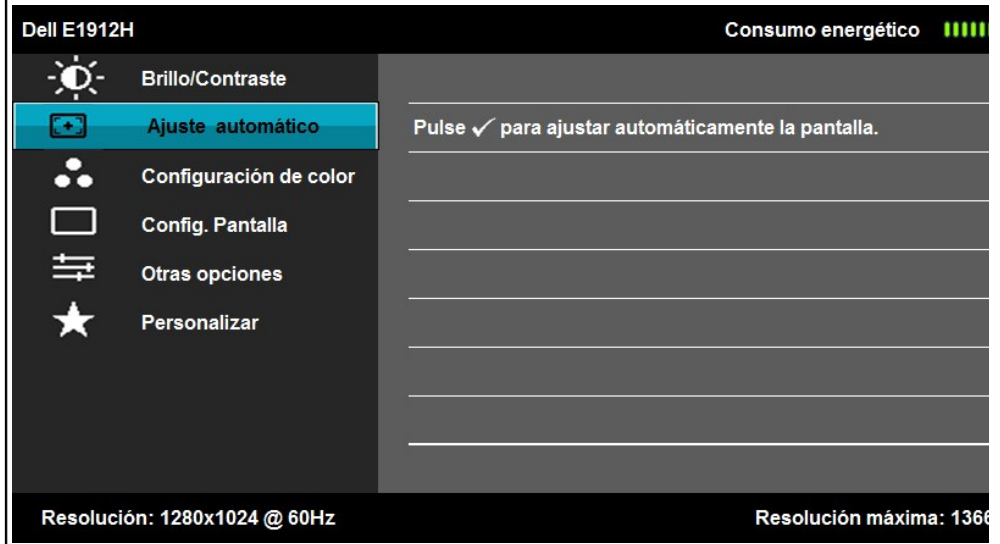 Dell E1912H Consumo energético
Brillo/Contraste
Ajuste automático Pulse ✓ para ajustar automáticamente la pantalla.
Configuración de color
Config. Pantalla
Otras opciones
Personalizar
Resolución: 1280x1024 @ 60Hz Resolución máxima: 1366